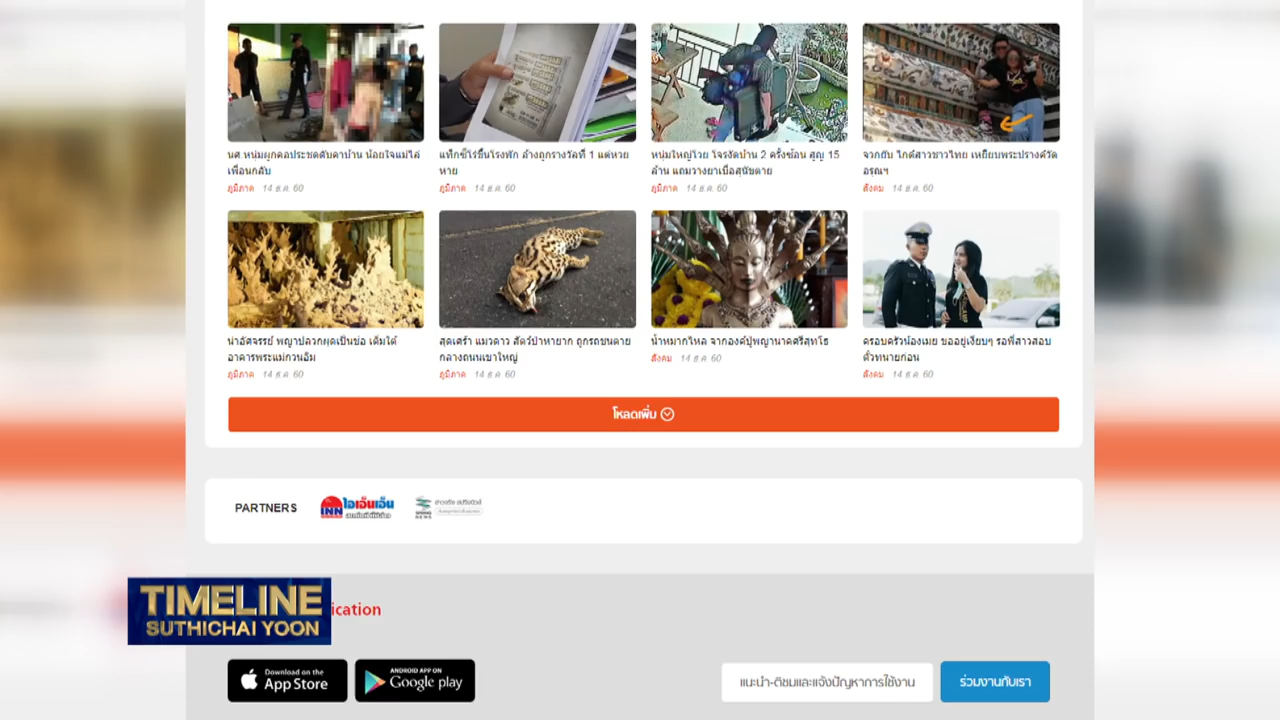 นศ.หนุ่มผูกคอประชดดับคาบ้าน น้อยใจแม่ไล่
เพื่อนกลับ
ภูมิภาค 14 ธ.ค. 60
แท็กซี่โร่ขึ้นโรงพัก อ้างถูกรางวัลที่ 1 แต่หวย
หาย
ภูมิภาค 14 ธ.ค. 60
หนุ่มใหญ่โวย โจรงัดบ้าน 2 ครั้งซ้อน สูญ 15
ล้าน แถมวางยาเบื่อสุนัขตาย
ภูมิภาค 14 ธ.ค. 60
จวกยับ ไกด์สาวชาวไทย เหยียบพระปรางค์วัด
อรุณฯ
สังคม 14 ธ.ค. 60
น่าอัศจรรย์ พญาปลวกผุดเป็นช่อ เต็มใต้
อาคารพระแม่กวนอิม
ภูมิภาค 14 ธ.ค. 60
สุดเศร้า แมวดาว สัตว์ป่าหายาก ถูกรถชนตาย
กลางถนนเขาใหญ่
ภูมิภาค 14 ธ.ค. 60
น้ำหมากไหล จากองค์ปู่พญานาคศรีสุทโธ
สังคม 14 ธ.ค. 60
ครอบครัวน้องเมย ขออยู่เงียบๆ รอพี่สาวสอบ
ตั๋วทนายก่อน
สังคม 14 ธ.ค. 60
โหลดเพิ่ม
PARTNERS
INN ไอเอ็นเอ็น
SPRING NEWS
TIMELINE
SUTHICHAI YOON
ication
Download on the
App Store
ANDROID APP ON
Google play
แนะนำ-ติชมและแจ้งปัญหาการใช้งาน
ร่วมงานกับเรา